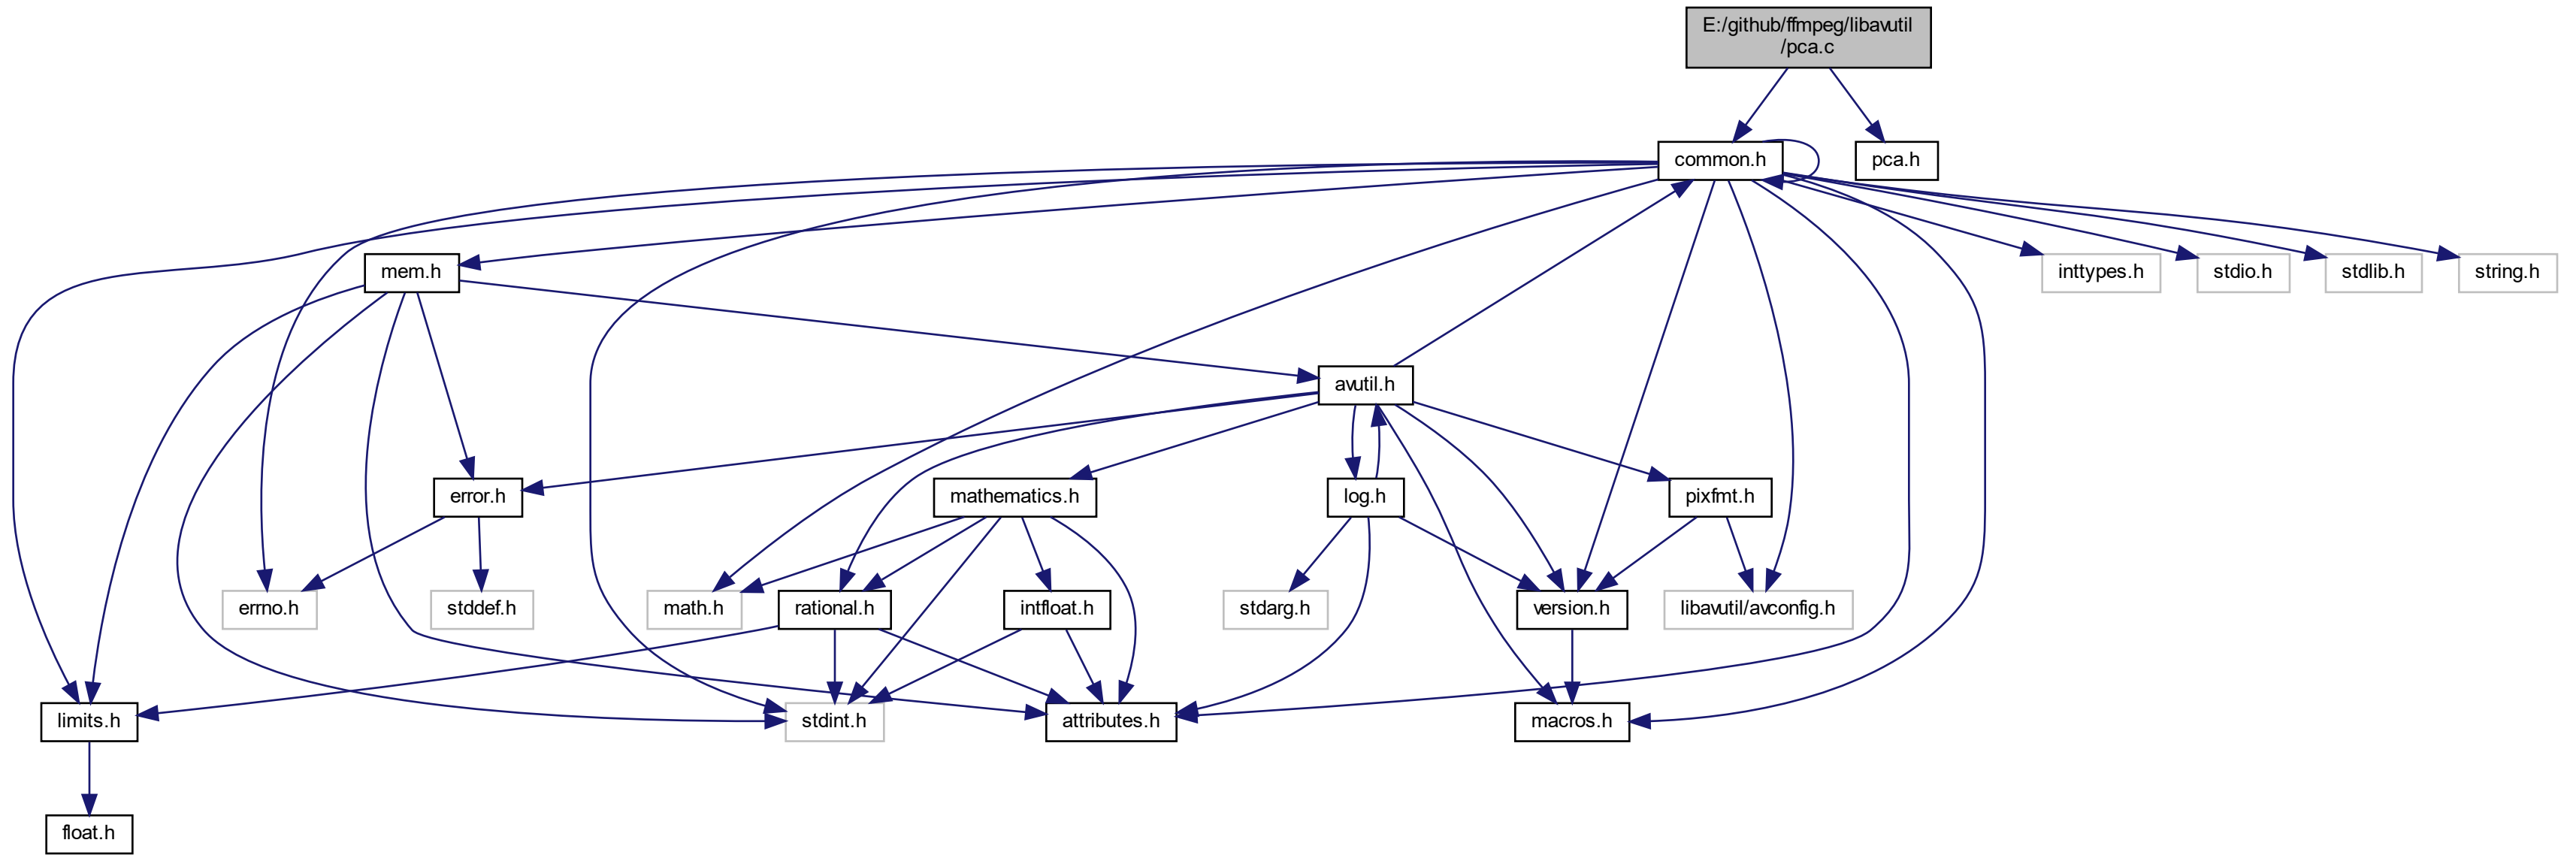 E:/github/ffmpeg/libavutil
/pca.c
common.h
pca.h
mem.h
inttypes.h
stdio.h
stdlib.h
string.h
avutil.h
error.h
mathematics.h
log.h
pixfmt.h
errno.h
stddef.h
math.h
rational.h
intfloat.h
stdarg.h
version.h
libavutil/avconfig.h
limits.h
stdint.h
attributes.h
macros.h
float.h